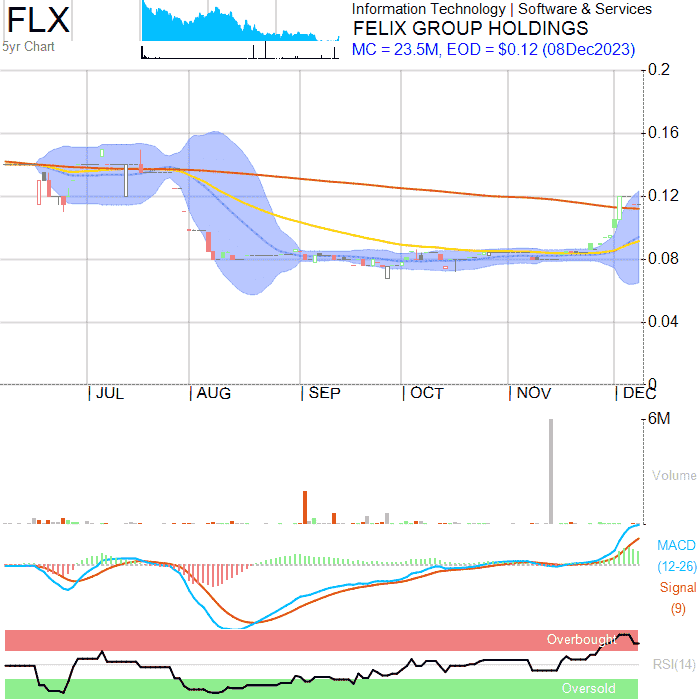 FLX
5yr Chart
Information Technology | Software & Services
FELIX GROUP HOLDINGS
MC = 23.5M, EOD = $0.12 (08Dec2023)
0.2
0.16
0.12
0.08
0.04
0
| JUL | AUG | SEP | OCT | NOV | DEC
6M
Volume
MACD
(12-26)
Signal
(9)
Overbought
RSI(14)
Oversold